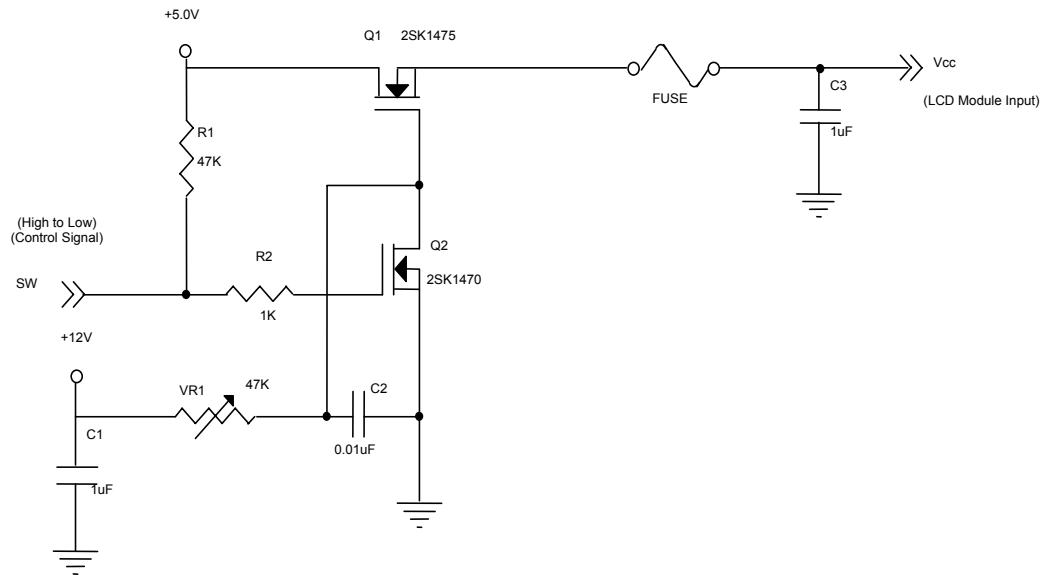 +5.0V
Q1 2SK1475
FUSE
Vcc
(LCD Module Input)
C3
1uF
R1
47K
(High to Low)
(Control Signal)
SW
R2
1K
Q2
2SK1470
+12V
VR1
47K
C2
0.01uF
C1
1uF